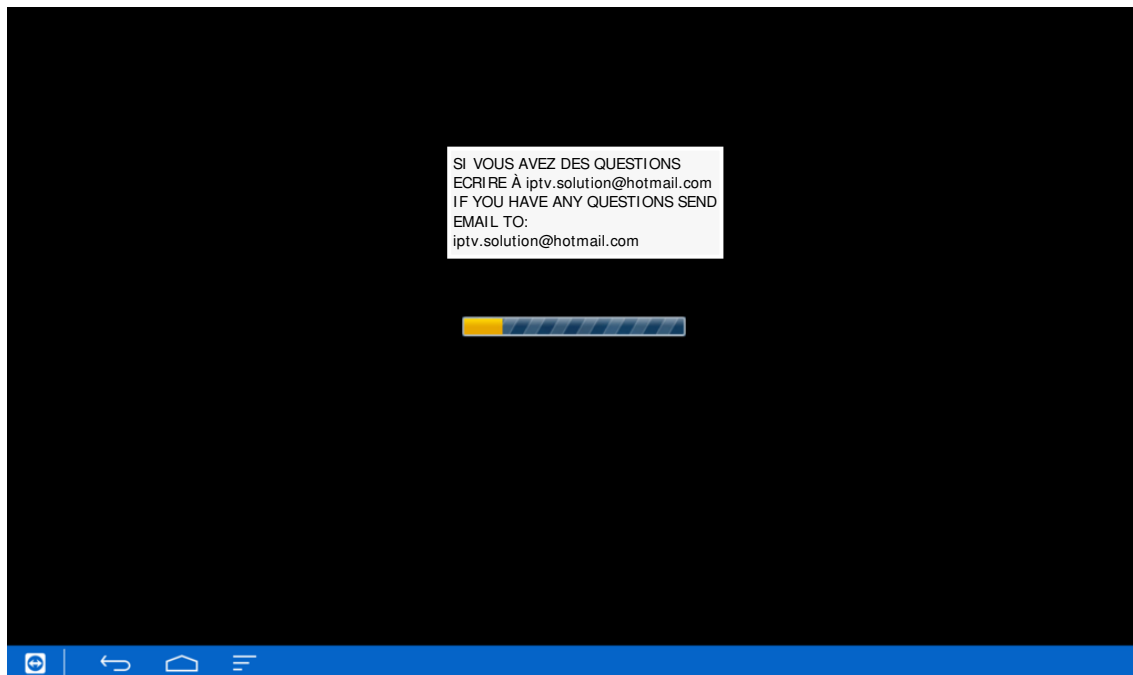 SI VOUS AVEZ DES QUESTIONS
ECRIRE À iptv.solution@hotmail.com
IF YOU HAVE ANY QUESTIONS SEND
EMAIL TO:
iptv.solution@hotmail.com